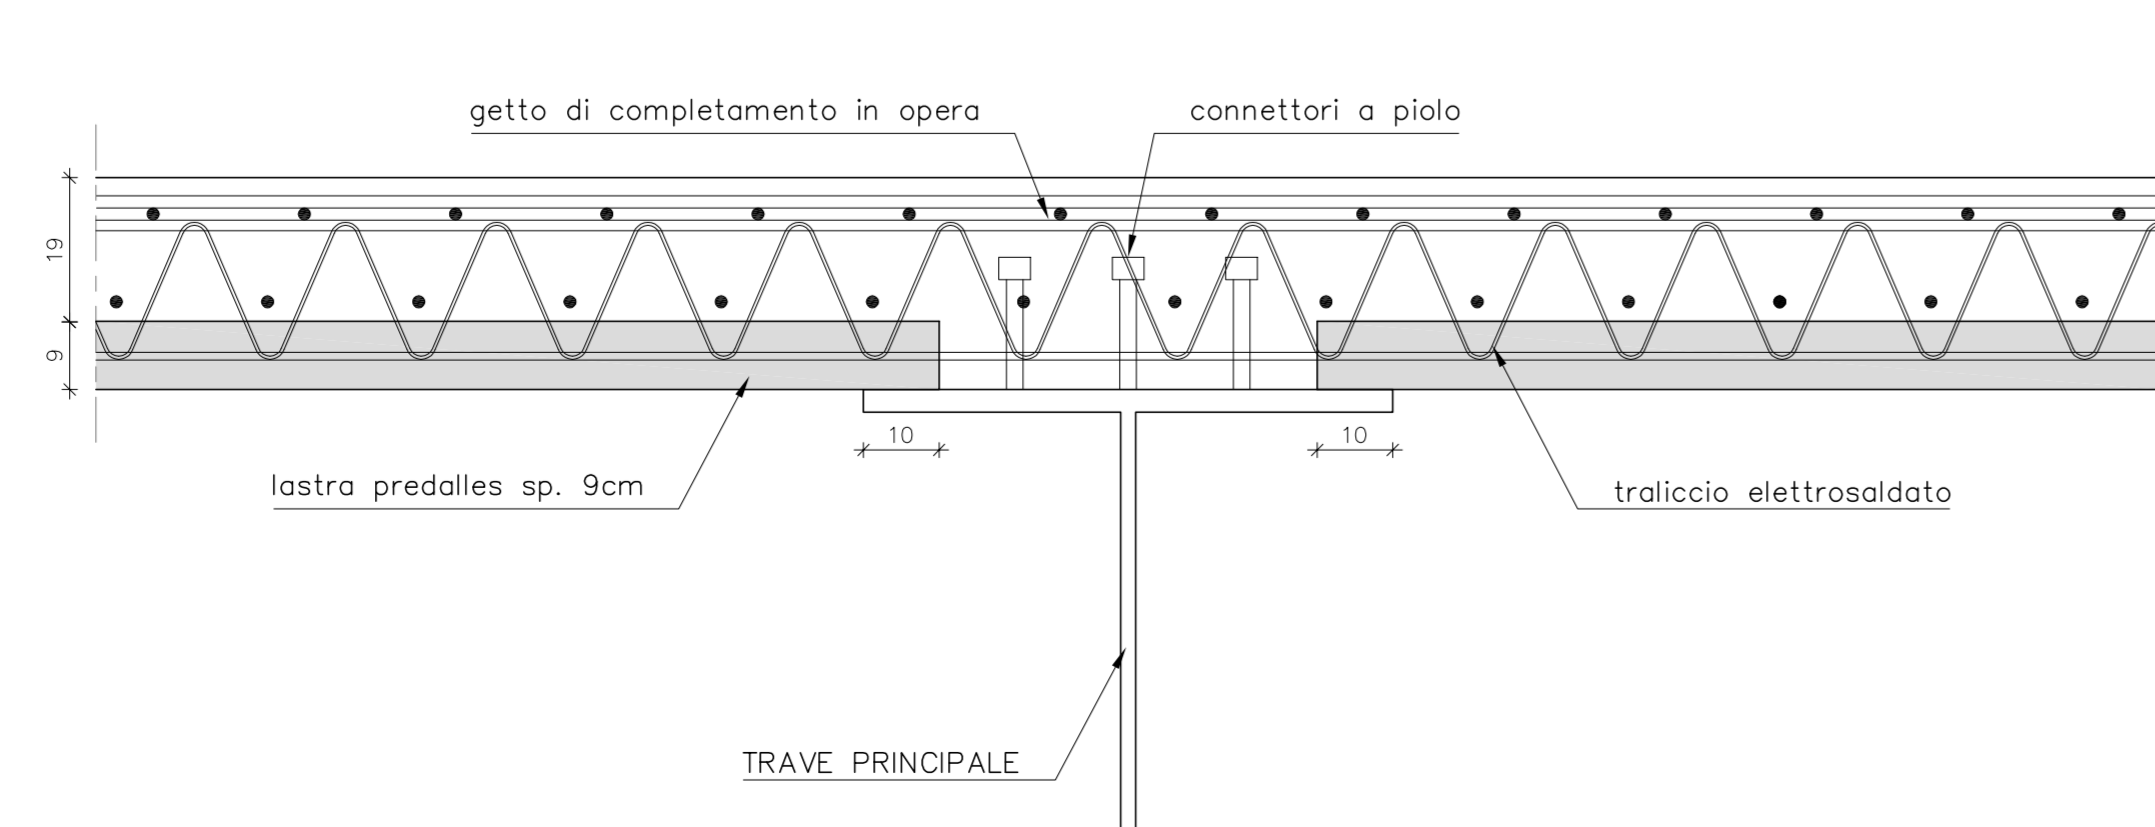 getto di completamento in opera
connettori a piolo
19
9
10
10
lastra predalles sp. 9cm
traliccio elettrosaldato
TRAVE PRINCIPALE